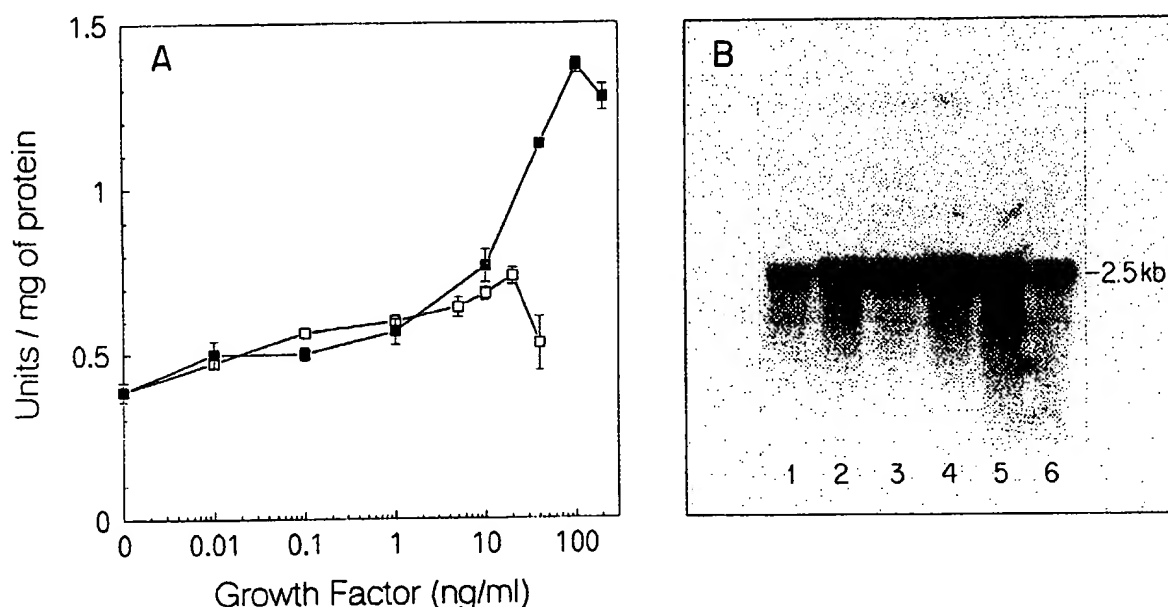 A
Units / mg of protein
1.5
1
0.5
0
0 0.01 0.1 1 10 100
Growth Factor (ng/ml)
B
2.5kb
1 2 3 4 5 6